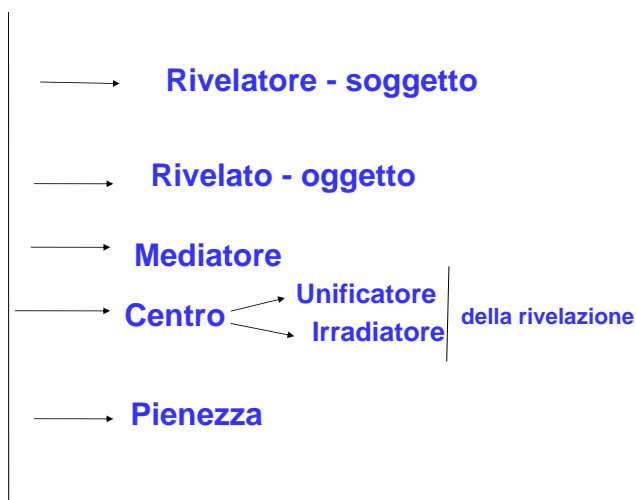 Rivelatore - soggetto
Rivelato - oggetto
Mediatore
Centro
Unificatore
Irradiatore
della rivelazione
Pienezza